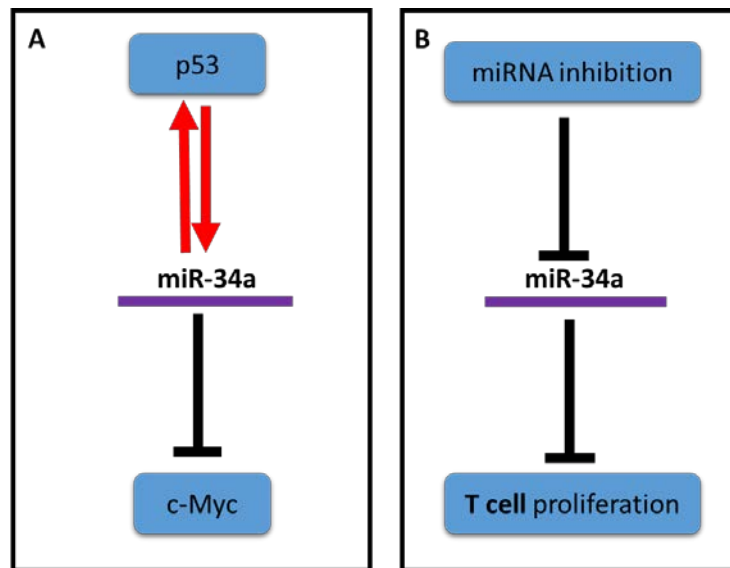 A
p53
miR-34a
c-Myc
B
miRNA inhibition
miR-34a
T cell proliferation